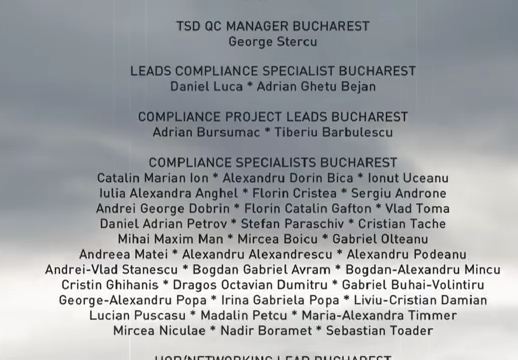 TSD QC MANAGER BUCHAREST
George Stercu
LEADS COMPLIANCE SPECIALIST BUCHAREST
Daniel Luca * Adrian Ghetu Bejan
COMPLIANCE PROJECT LEADS BUCHAREST
Adrian Bursumac * Tiberiu Barbulescu
COMPLIANCE SPECIALISTS BUCHAREST
Catalin Marian Ion * Alexandru Dorin Bica * Ionut Uceanu
Iulia Alexandra Anghel * Florin Cristea * Sergiu Androne
Andrei George Dobrin * Florin Catalin Gafton * Vlad Toma
Daniel Adrian Petrov * Stefan Paraschiv * Cristian Tache
Mihai Maxim Man * Mircea Boicu * Gabriel Olteanu
Andreea Matei * Alexandru Alexandrescu * Alexandru Podeanu
Andrei-Vlad Stanescu * Bogdan Gabriel Avram * Bogdan-Alexandru Mincu
Cristin Ghihanis * Dragos Octavian Dumitru * Gabriel Buhai-Volintiru
George-Alexandru Popa * Irina Gabriela Popa * Liviu-Cristian Damian
Lucian Puscasu * Madalin Petcu * Maria-Alexandra Timmer
Mircea Niculae * Nadir Boramet * Sebastian Toader